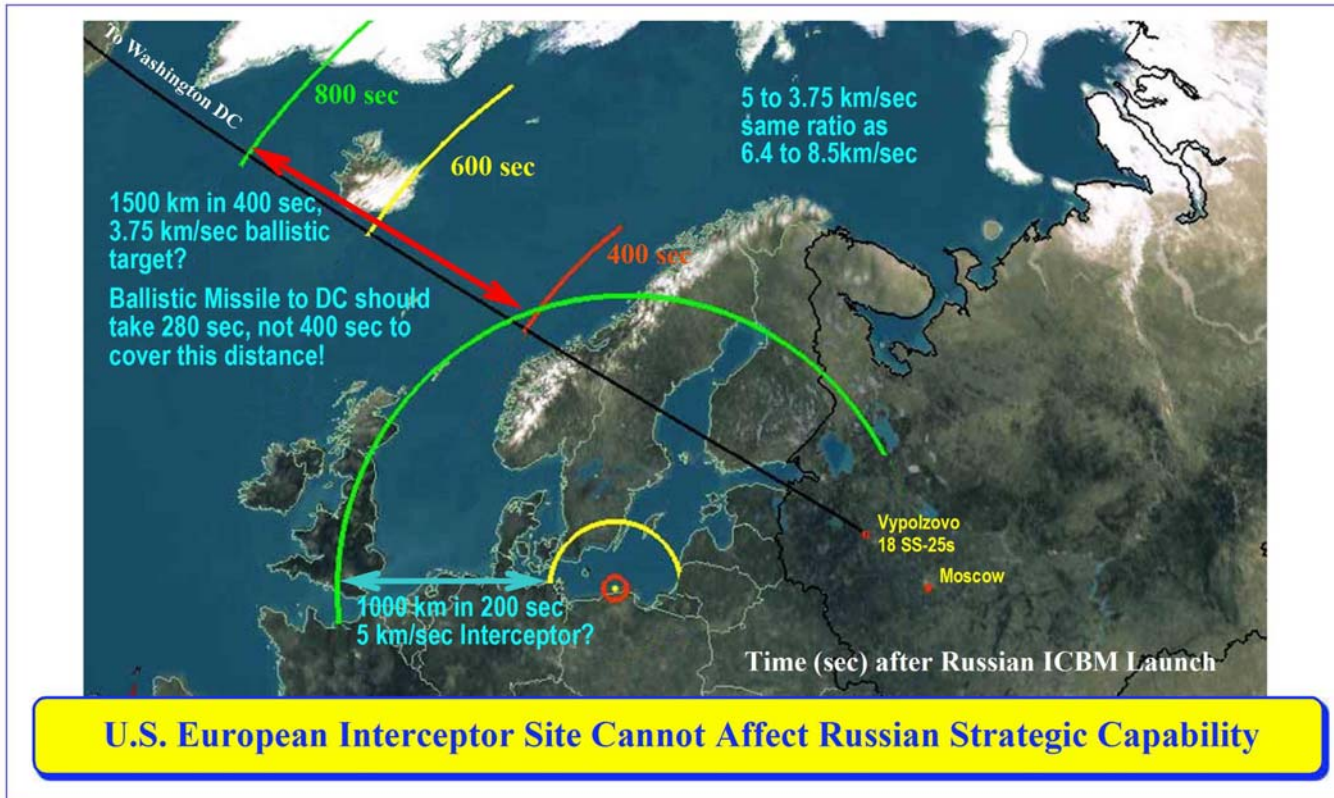 To Washington DC
800 sec
600 sec
400 sec
5 to 3.75 km/sec
same ratio as
6.4 to 8.5km/sec
1500 km in 400 sec,
3.75 km/sec ballistic
target?
Ballistic Missile to DC should
take 280 sec, not 400 sec to
cover this distance!
Vypolzovo
18 SS-25s
Moscow
1000 km in 200 sec
5 km/sec Interceptor?
Time (sec) after Russian ICBM Launch
U.S. European Interceptor Site Cannot Affect Russian Strategic Capability